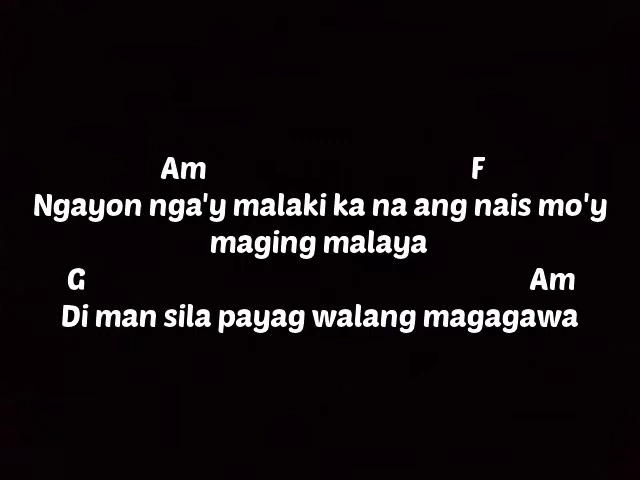 Am F
Ngayon nga'y malaki ka na ang nais mo'y
maging malaya
G Am
Di man sila payag walang magagawa